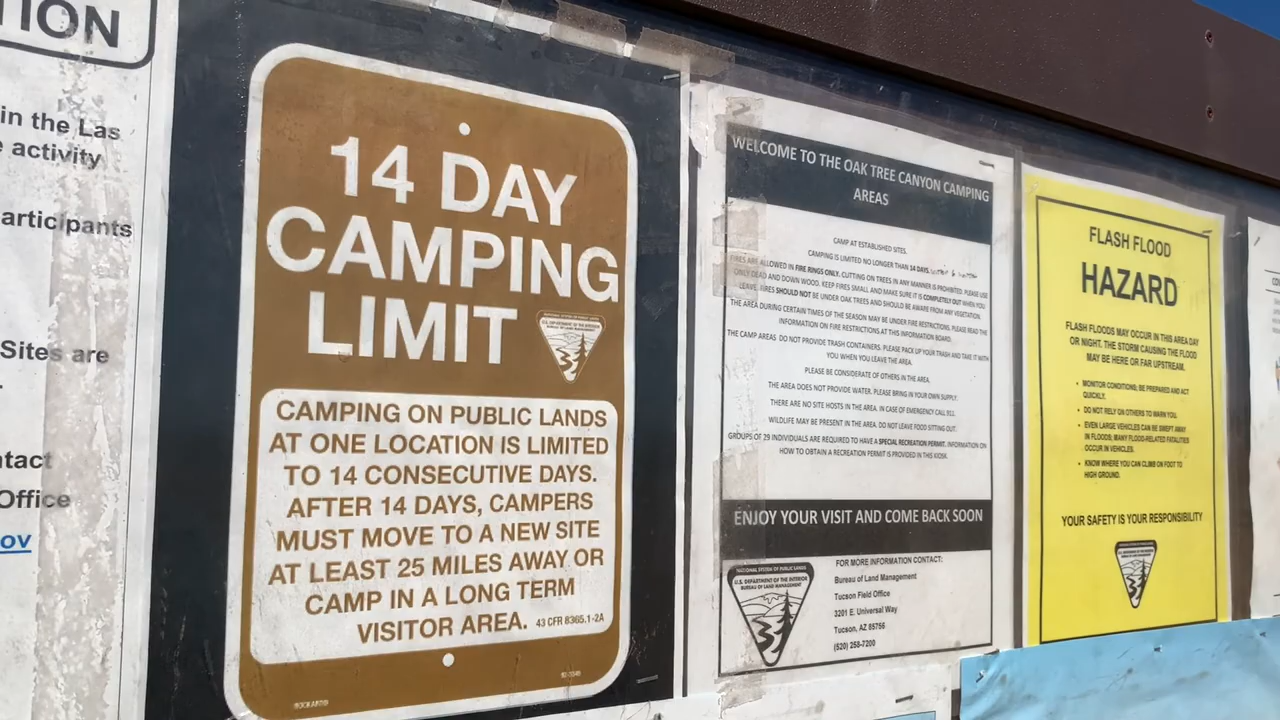 TION
in the Las
e activity
articipants
Sites are
ntact
Office
ov
14 DAY
CAMPING
LIMIT
NATIONAL SYSTEM OF PUBLIC LANDS
U.S. DEPARTMENT OF THE INTERIOR
BUREAU OF LAND MANAGEMENT
CAMPING ON PUBLIC LANDS
AT ONE LOCATION IS LIMITED
TO 14 CONSECUTIVE DAYS.
AFTER 14 DAYS, CAMPERS
MUST MOVE TO A NEW SITE
AT LEAST 25 MILES AWAY OR
CAMP IN A LONG TERM
VISITOR AREA. 43 CFR 8365.1-2A
WELCOME TO THE OAK TREE CANYON CAMPING
AREAS
CAMP AT ESTABLISHED SITES.
CAMPING IS LIMITED NO LONGER THAN 14 DAYS.
FIRES ARE ALLOWED IN FIRE RINGS ONLY. CUTTING ON TREES IN ANY MANNER IS PROHIBITED. PLEASE USE
ONLY DEAD AND DOWN WOOD. KEEP FIRES SMALL AND MAKE SURE IT IS COMPLETELY OUT WHEN YOU
LEAVE. FIRES SHOULD NOT BE UNDER OAK TREES AND SHOULD BE AWARE FROM ANY VEGETATION.
THE AREA DURING CERTAIN TIMES OF THE SEASON MAY BE UNDER FIRE RESTRICTIONS. PLEASE READ THE
INFORMATION ON FIRE RESTRICTIONS AT THIS INFORMATION BOARD.
THE CAMP AREAS DO NOT PROVIDE TRASH CONTAINERS. PLEASE PACK UP YOUR TRASH AND TAKE IT WITH
YOU WHEN YOU LEAVE THE AREA.
PLEASE BE CONSIDERATE OF OTHERS IN THE AREA.
THE AREA DOES NOT PROVIDE WATER. PLEASE BRING IN YOUR OWN SUPPLY.
THERE ARE NO SITE HOSTS IN THE AREA. IN CASE OF EMERGENCY CALL 911.
WILDLIFE MAY BE PRESENT IN THE AREA. DO NOT LEAVE FOOD SITTING OUT.
GROUPS OF 29 INDIVIDUALS ARE REQUIRED TO HAVE A SPECIAL RECREATION PERMIT. INFORMATION ON
HOW TO OBTAIN A RECREATION PERMIT IS PROVIDED IN THIS KIOSK.
ENJOY YOUR VISIT AND COME BACK SOON
NATIONAL SYSTEM OF PUBLIC LANDS
U.S. DEPARTMENT OF THE INTERIOR
BUREAU OF LAND MANAGEMENT
FOR MORE INFORMATION CONTACT:
Bureau of Land Management
Tucson Field Office
3201 E. Universal Way
Tucson, AZ 85756
(520) 258-7200
FLASH FLOOD
HAZARD
FLASH FLOODS MAY OCCUR IN THIS AREA DAY
OR NIGHT. THE STORM CAUSING THE FLOOD
MAY BE HERE OR FAR UPSTREAM.
• MONITOR CONDITIONS; BE PREPARED AND ACT
QUICKLY.
• DO NOT RELY ON OTHERS TO WARN YOU.
• EVEN LARGE VEHICLES CAN BE SWEPT AWAY
IN FLOODS; MANY FLOOD-RELATED FATALITIES
OCCUR IN VEHICLES.
• KNOW WHERE YOU CAN CLIMB ON FOOT TO
HIGH GROUND.
YOUR SAFETY IS YOUR RESPONSIBILITY